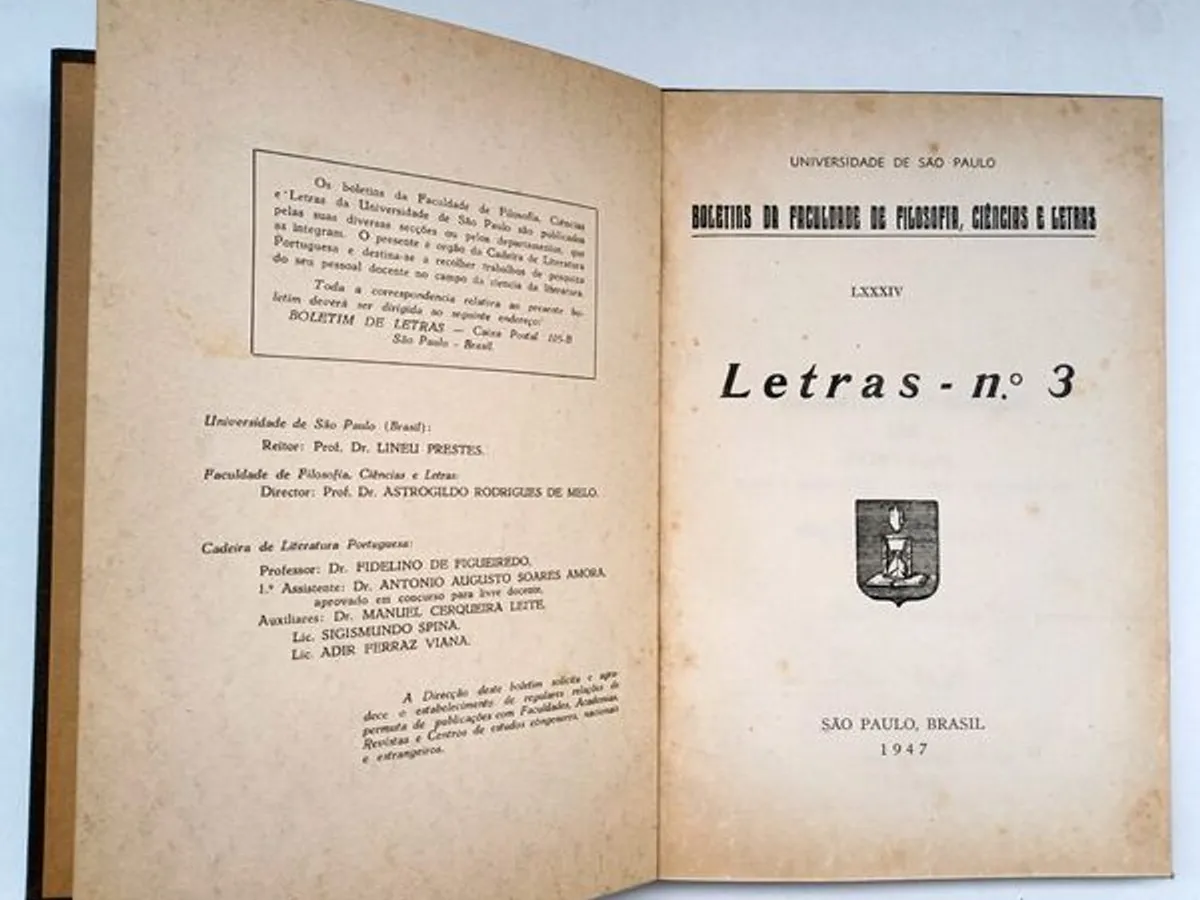 Os boletins da Faculdade de Filosofia, Ciências
e Letras da Universidade de São Paulo são publicados
pelas suas diversas secções ou pelos departamentos, que
as integram. O presente é orgão da Cadeira de Literatura
Portuguesa e destina-se a recolher trabalhos de pesquisa
do seu pessoal docente no campo da ciencia da literatura.
Toda a correspondencia relativa ao presente bo-
letim deverá ser dirigida ao seguinte endereço:
BOLETIM DE LETRAS — Caixa Postal 105-B
São Paulo - Brasil.
Universidade de São Paulo (Brasil):
Reitor: Prof. Dr. LINEU PRESTES.
Faculdade de Filosofia, Ciências e Letras:
Director: Prof. Dr. ASTROGILDO RODRIGUES DE MELO.
Cadeira de Literatura Portuguesa:
Professor: Dr. FIDELINO DE FIGUEIREDO.
1.º Assistente: Dr. ANTONIO AUGUSTO SOARES AMORA,
aprovado em concurso para livre docente.
Auxiliares: Dr. MANUEL CERQUEIRA LEITE.
Lic. SIGISMUNDO SPINA.
Lic. ADIR FERRAZ VIANA.
A Direcção deste boletim solicita e agra-
dece o estabelecimento de regulares relações de
permuta de publicações com Faculdades, Academias,
Revistas e Centros de estudos congeneres, nacionais
e estrangeiros.
UNIVERSIDADE DE SÃO PAULO
BOLETINS DA FACULDADE DE FILOSOFIA, CIÊNCIAS E LETRAS
LXXXIV
Letras - n.º 3
SÃO PAULO, BRASIL
1947